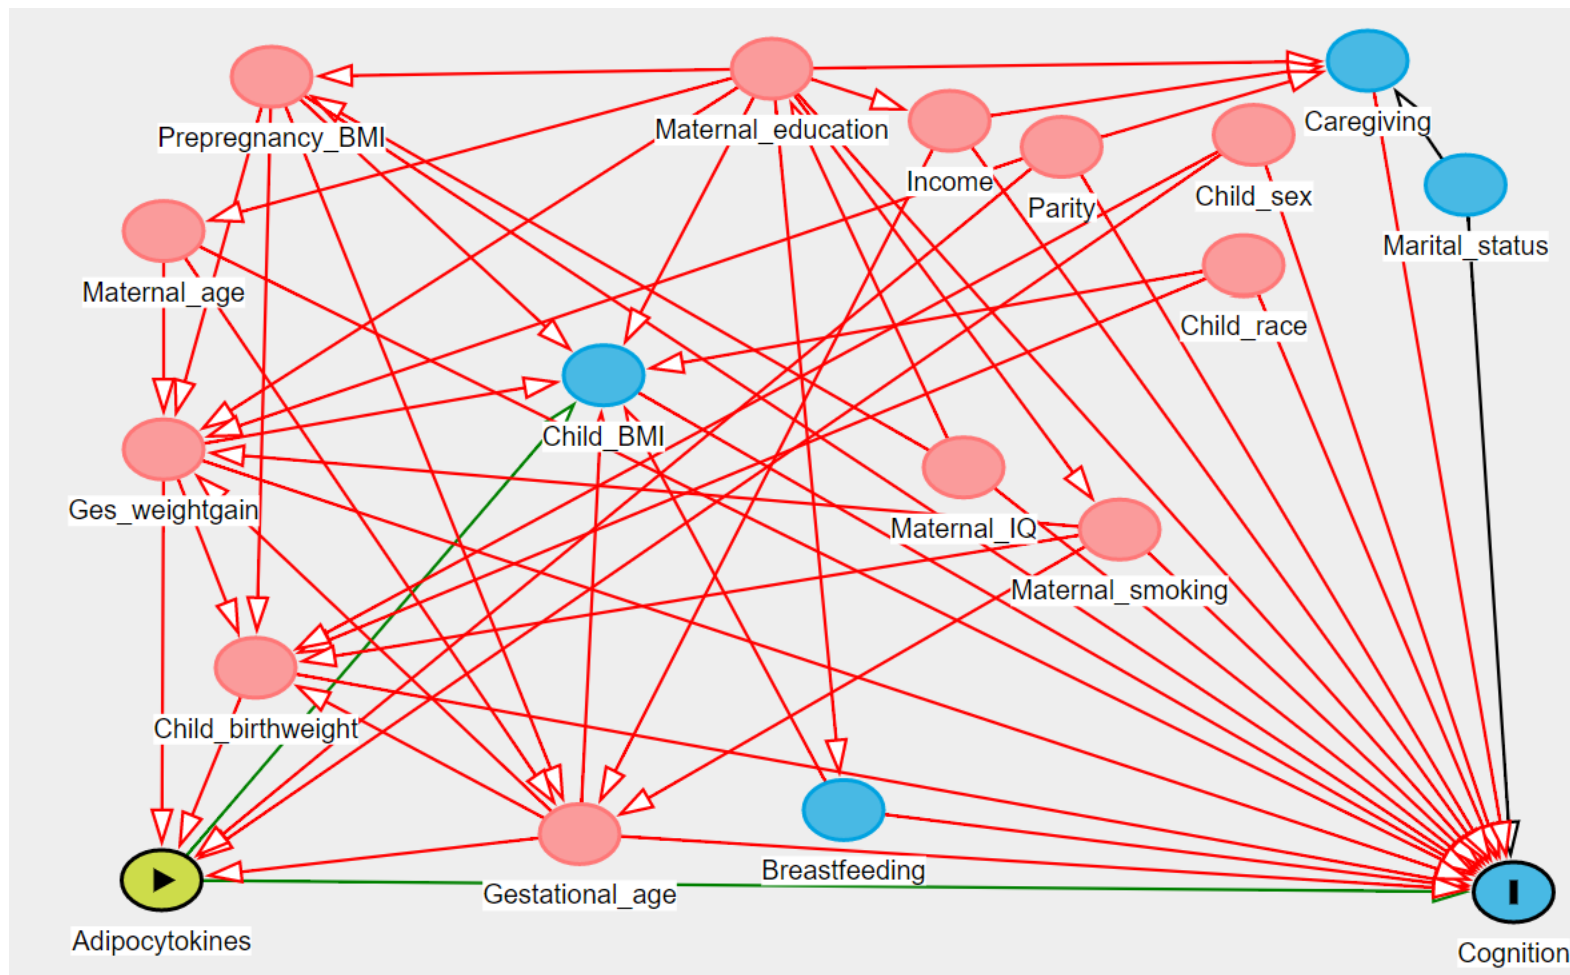 Prepregnancy_BMI
Maternal_education
Caregiving
Income
Parity
Child_sex
Marital_status
Maternal_age
Child_race
Child_BMI
Ges_weightgain
Maternal_IQ
Maternal_smoking
Child_birthweight
Breastfeeding
Gestational_age
Adipocytokines
Cognition